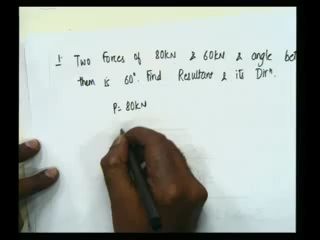 1. Two Forces of 80KN & 60KN & angle bet
them is 60°. Find Resultant & its Dirⁿ.
P = 80KN